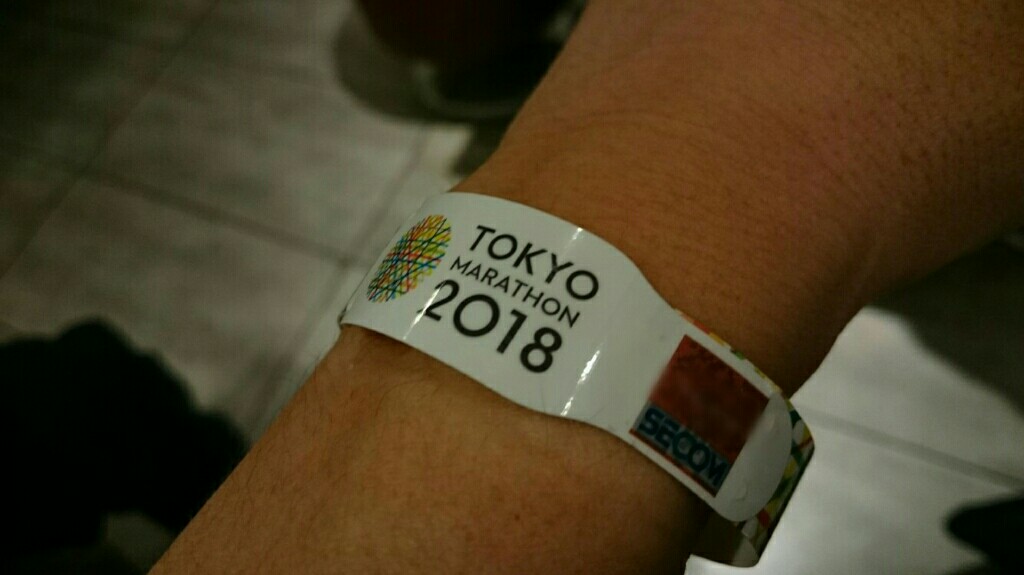 TOKYO
MARATHON
2018
SECOM